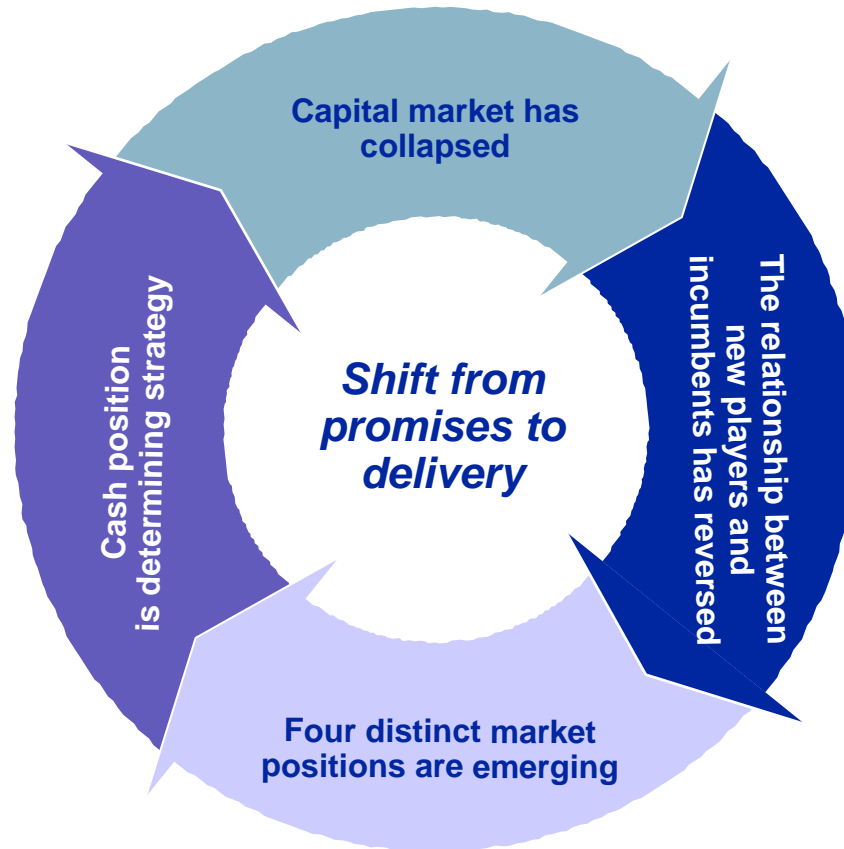 Capital market has
collapsed
The relationship between
new players and
incumbents has reversed
Shift from
promises to
delivery
Cash position
is determining strategy
Four distinct market
positions are emerging